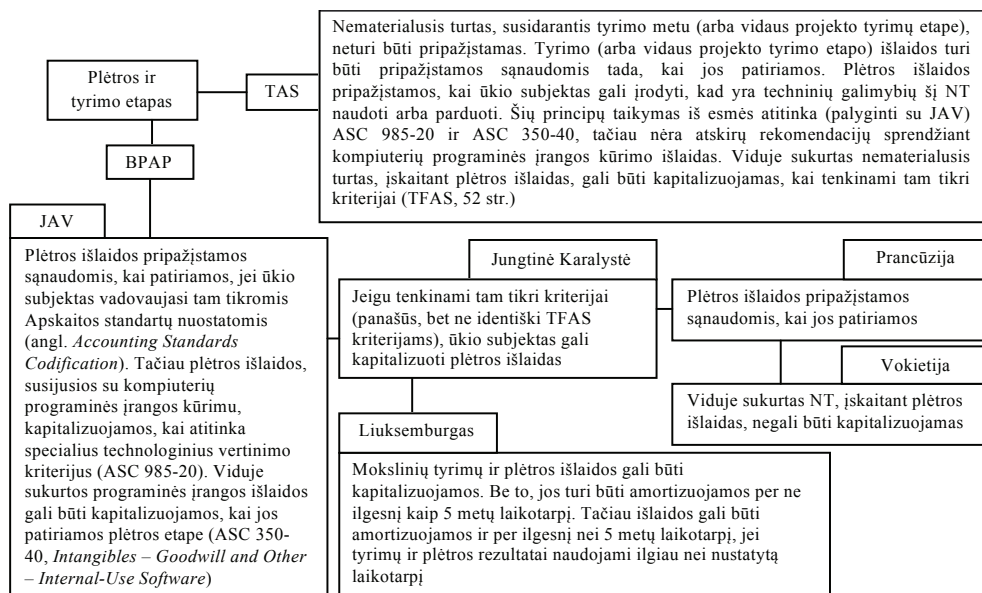 Plėtros ir
tyrimo etapas
TAS
Nematerialusis turtas, susidarantis tyrimo metu (arba vidaus projekto tyrimų etape),
neturi būti pripažįstamas. Tyrimo (arba vidaus projekto tyrimo etapo) išlaidos turi
būti pripažįstamos sąnaudomis tada, kai jos patiriamos. Plėtros išlaidos
pripažįstamos, kai ūkio subjektas gali įrodyti, kad yra techninių galimybių šį NT
naudoti arba parduoti. Šių principų taikymas iš esmės atitinka (palyginti su JAV)
ASC 985-20 ir ASC 350-40, tačiau nėra atskirų rekomendacijų sprendžiant
kompiuterių programinės įrangos kūrimo išlaidas. Viduje sukurtas nematerialusis
turtas, įskaitant plėtros išlaidas, gali būti kapitalizuojamas, kai tenkinami tam tikri
kriterijai (TFAS, 52 str.)
BPAP
JAV
Plėtros išlaidos pripažįstamos
sąnaudomis, kai patiriamos, jei ūkio
subjektas vadovaujasi tam tikromis
Apskaitos standartų nuostatomis
(angl. Accounting Standards
Codification). Tačiau plėtros išlaidos,
susijusios su kompiuterių
programinės įrangos kūrimu,
kapitalizuojamos, kai atitinka
specialius technologinius vertinimo
kriterijus (ASC 985-20). Viduje
sukurtos programinės įrangos išlaidos
gali būti kapitalizuojamos, kai jos
patiriamos plėtros etape (ASC 350-
40, Intangibles – Goodwill and Other
– Internal-Use Software)
Jungtinė Karalystė
Jeigu tenkinami tam tikri kriterijai
(panašūs, bet ne identiški TFAS
kriterijams), ūkio subjektas gali
kapitalizuoti plėtros išlaidas
Prancūzija
Plėtros išlaidos pripažįstamos
sąnaudomis, kai jos patiriamos
Vokietija
Viduje sukurtas NT, įskaitant plėtros
išlaidas, negali būti kapitalizuojamas
Liuksemburgas
Mokslinių tyrimų ir plėtros išlaidos gali būti
kapitalizuojamos. Be to, jos turi būti amortizuojamos per ne
ilgesnį kaip 5 metų laikotarpį. Tačiau išlaidos gali būti
amortizuojamos ir per ilgesnį nei 5 metų laikotarpį, jei
tyrimų ir plėtros rezultatai naudojami ilgiau nei nustatytą
laikotarpį